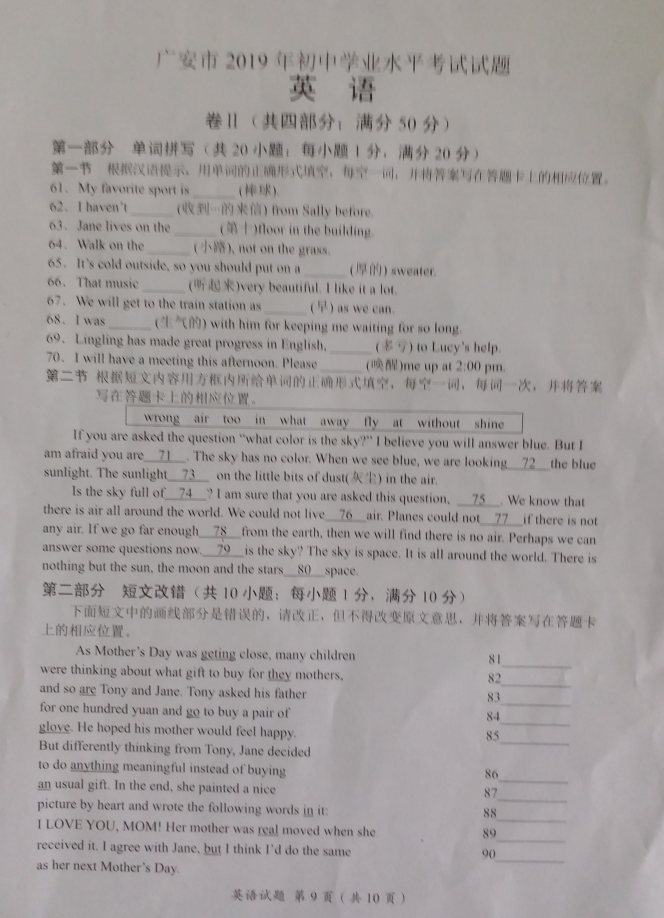 广安市 2019 年初中学业水平考试试题
英 语
卷II（共四部分；满分 50 分）
第一部分 单词拼写（共 20 小题；每小题 1 分，满分 20 分）
第一节 根据汉语提示，用单词的正确形式填空，每空一词，并将答案写在答题卡上的相应位置。
61. My favorite sport is ______ (棒球).
62. I haven't ______ (收到…的来信) from Sally before.
63. Jane lives on the ______ (第十)floor in the building.
64. Walk on the ______ (小路), not on the grass.
65. It's cold outside, so you should put on a ______ (厚的) sweater.
66. That music ______ (听起来)very beautiful. I like it a lot.
67. We will get to the train station as ______ (早) as we can.
68. I was ______ (生气的) with him for keeping me waiting for so long.
69. Lingling has made great progress in English, ______ (多亏) to Lucy's help.
70. I will have a meeting this afternoon. Please ______ (唤醒)me up at 2:00 pm.
第二节 根据短文内容用方框内所给单词的正确形式填空，每空一词，每词一次，并将答案
写在答题卡上的相应位置。
wrong air too in what away fly at without shine
If you are asked the question "what color is the sky?" I believe you will answer blue. But I
am afraid you are 71 . The sky has no color. When we see blue, we are looking 72 the blue
sunlight. The sunlight 73 on the little bits of dust(灰尘) in the air.
Is the sky full of 74 ? I am sure that you are asked this question, 75 . We know that
there is air all around the world. We could not live 76 air. Planes could not 77 if there is not
any air. If we go far enough 78 from the earth, then we will find there is no air. Perhaps we can
answer some questions now. 79 is the sky? The sky is space. It is all around the world. There is
nothing but the sun, the moon and the stars 80 space.
第二部分 短文改错（共 10 小题；每小题 1 分，满分 10 分）
下面短文中的画线部分是错误的，请改正，但不得改变原文意思，并将答案写在答题卡
上的相应位置。
As Mother's Day was geting close, many children 81______
were thinking about what gift to buy for they mothers, 82______
and so are Tony and Jane. Tony asked his father 83______
for one hundred yuan and go to buy a pair of 84______
glove. He hoped his mother would feel happy. 85______
But differently thinking from Tony, Jane decided
to do anything meaningful instead of buying 86______
an usual gift. In the end, she painted a nice 87______
picture by heart and wrote the following words in it: 88______
I LOVE YOU, MOM! Her mother was real moved when she 89______
received it. I agree with Jane, but I think I'd do the same 90______
as her next Mother's Day.
英语试题 第 9 页（共 10 页）